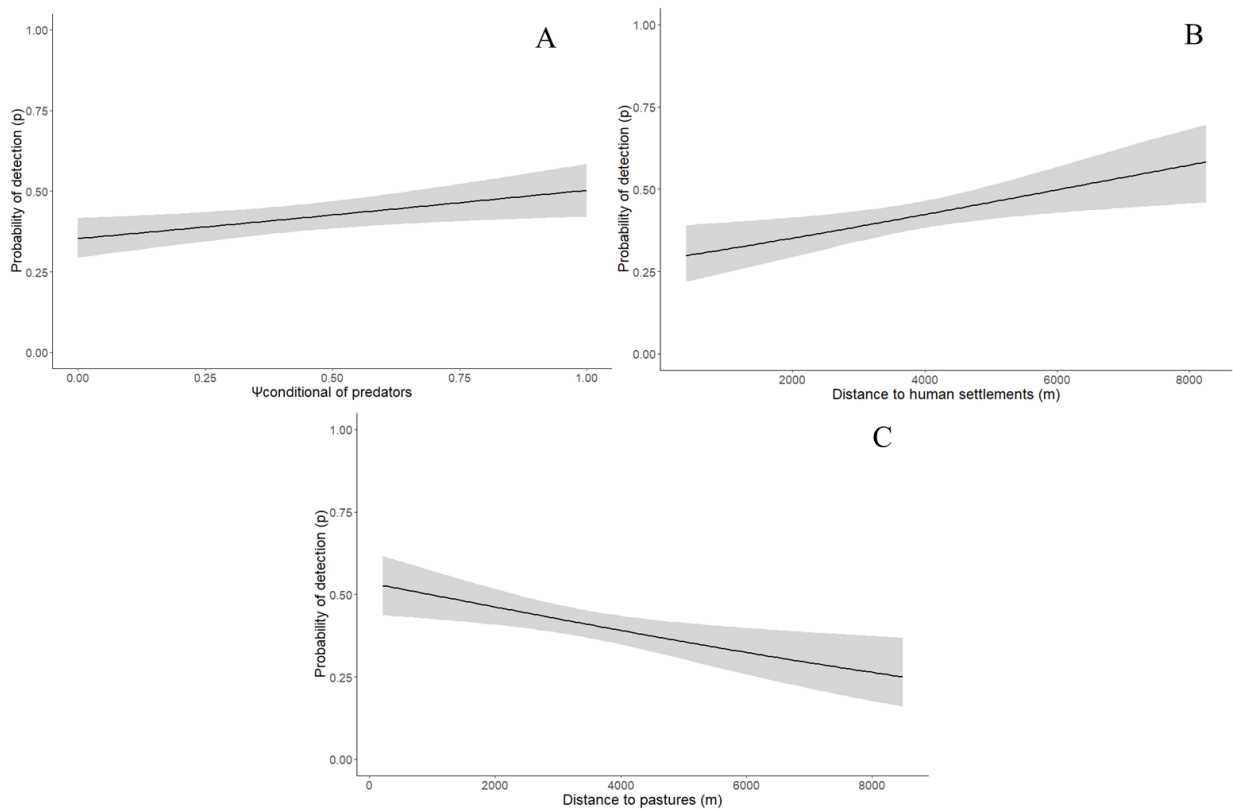 A
Probability of detection (p)
1.00
0.75
0.50
0.25
0.00
0.00 0.25 0.50 0.75 1.00
Ψconditional of predators
B
Probability of detection (p)
1.00
0.75
0.50
0.25
0.00
2000 4000 6000 8000
Distance to human settlements (m)
C
Probability of detection (p)
1.00
0.75
0.50
0.25
0.00
0 2000 4000 6000 8000
Distance to pastures (m)